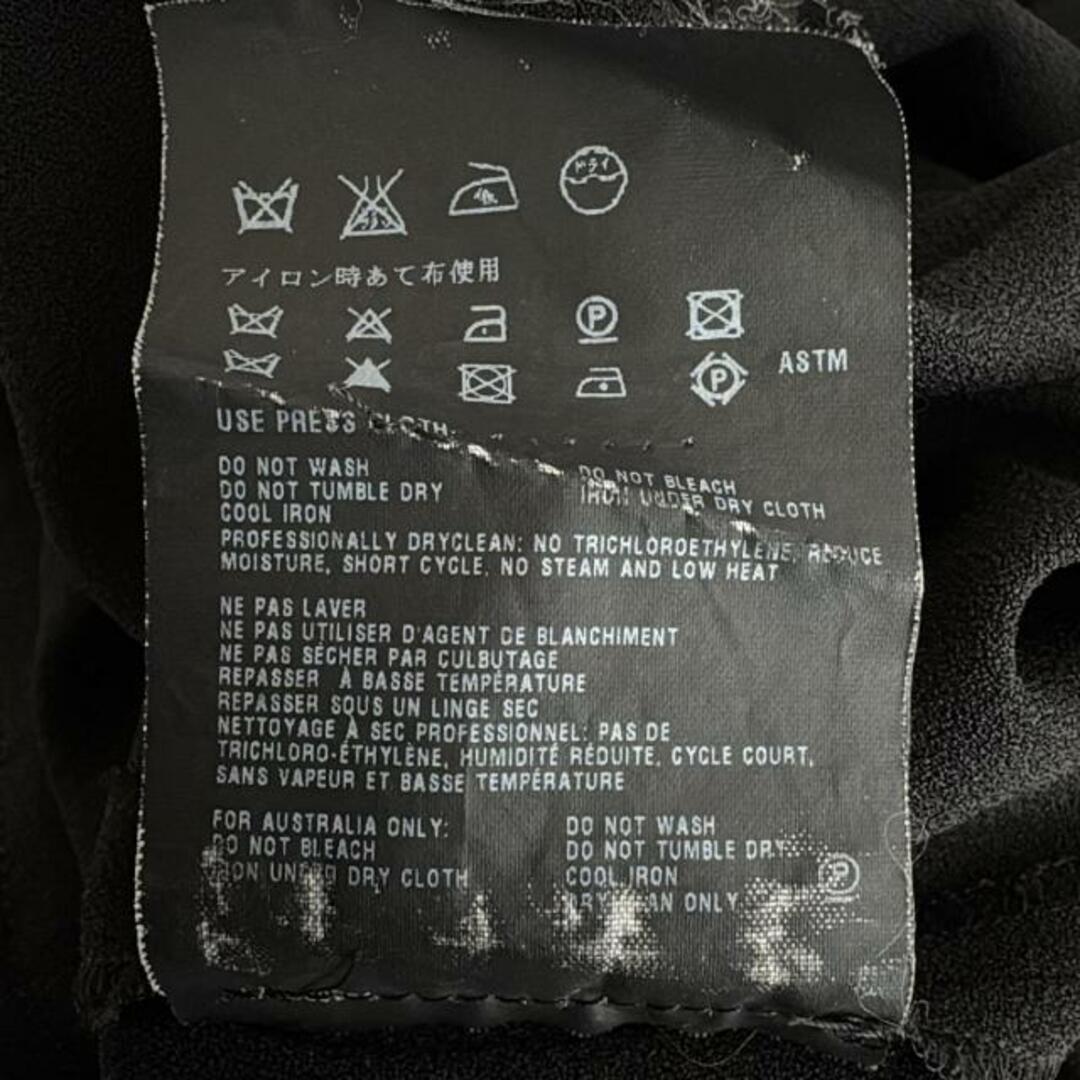 ドライ
低
アイロン時あて布使用
P
P ASTM
USE PRESS CLOTH.
DO NOT WASH DO NOT BLEACH
DO NOT TUMBLE DRY IRON UNDER DRY CLOTH
COOL IRON
PROFESSIONALLY DRYCLEAN: NO TRICHLOROETHYLENE, REDUCE
MOISTURE, SHORT CYCLE, NO STEAM AND LOW HEAT
NE PAS LAVER
NE PAS UTILISER D'AGENT DE BLANCHIMENT
NE PAS SÉCHER PAR CULBUTAGE
REPASSER À BASSE TEMPÉRATURE
REPASSER SOUS UN LINGE SEC
NETTOYAGE À SEC PROFESSIONNEL: PAS DE
TRICHLORO-ÉTHYLÈNE, HUMIDITÉ RÉDUITE, CYCLE COURT,
SANS VAPEUR ET BASSE TEMPÉRATURE
FOR AUSTRALIA ONLY: DO NOT WASH
DO NOT BLEACH DO NOT TUMBLE DRY
IRON UNDER DRY CLOTH COOL IRON P
DRY CLEAN ONLY